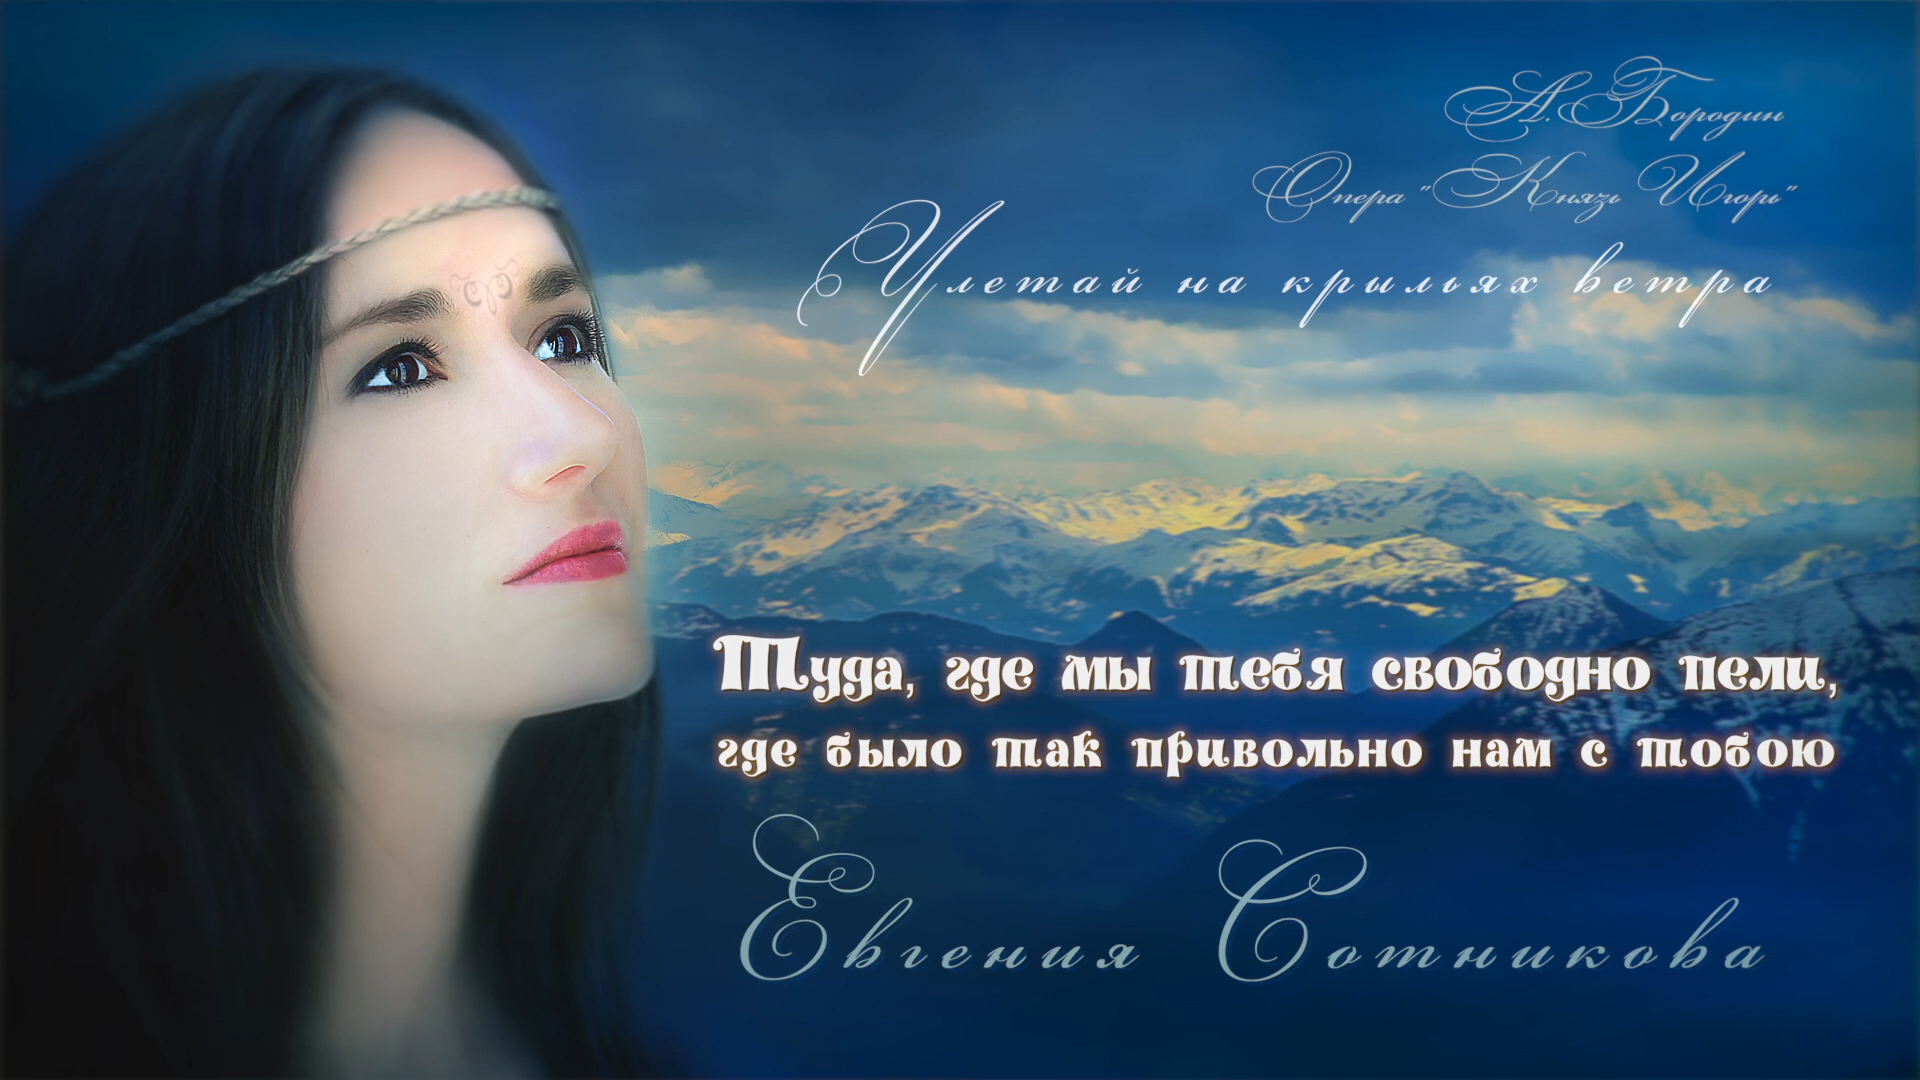 А. Бородин
Опера "Князь Игорь"
Улетай на крыльях ветра
Туда, где мы тебя свободно пели,
где было так привольно нам с тобою
Евгения Сотникова